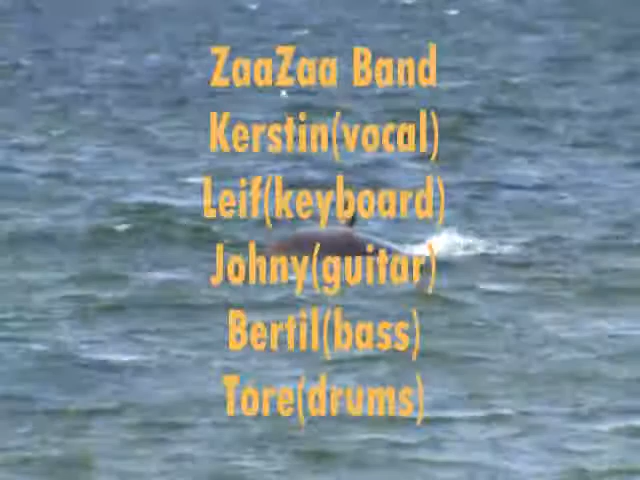 ZaaZaa Band
Kerstin(vocal)
Leif(keyboard)
Johny(guitar)
Bertil(bass)
Tore(drums)